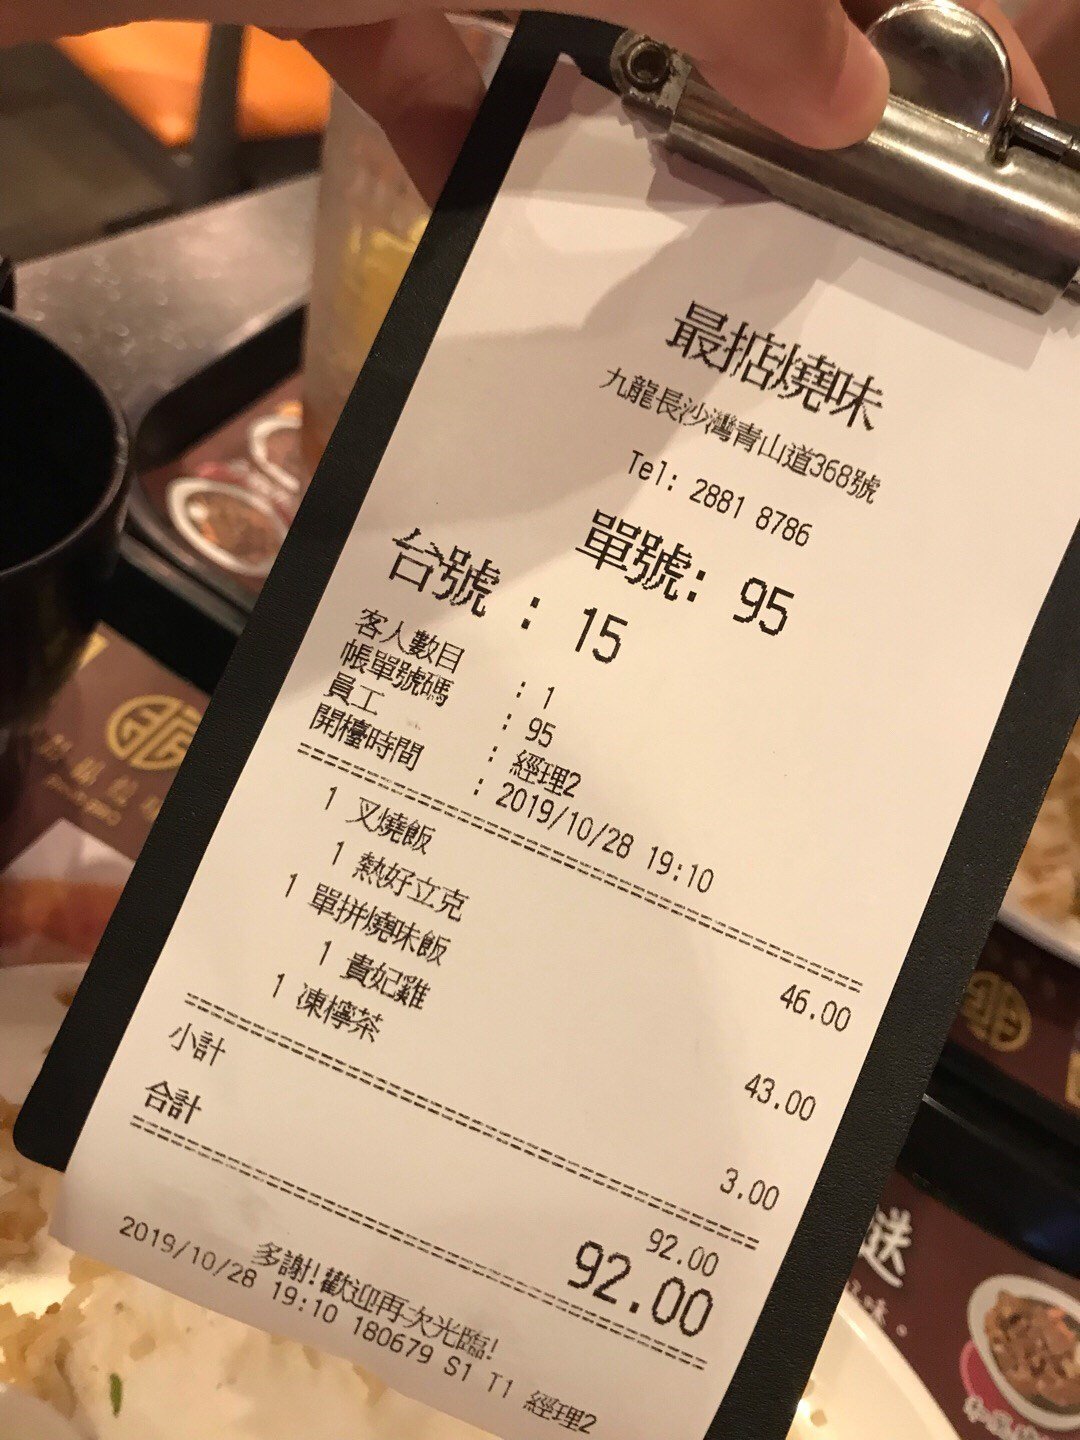 最掂燒味
九龍長沙灣青山道368號
Tel: 2881 8786
單號: 95
台號 : 15
客人數目 : 1
帳單號碼 : 95
員工 : 經理2
開檯時間 : 2019/10/28 19:10
1 叉燒飯 46.00
1 熱好立克
1 單拼燒味飯 43.00
1 貴妃雞
1 凍檸茶 3.00
小計 92.00
合計 92.00
多謝!歡迎再次光臨!
2019/10/28 19:10 180679 S1 T1 經理2
送